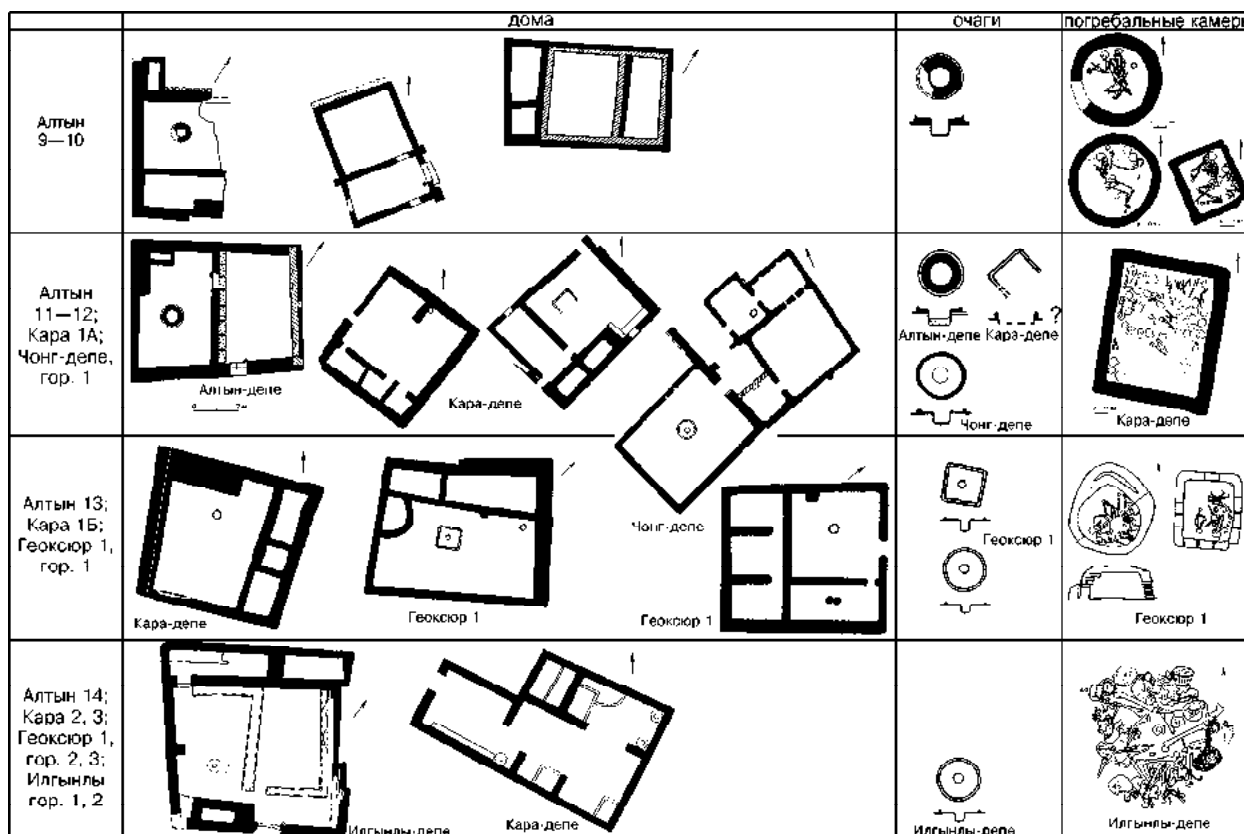 дома
очаги
погребальные камеры
Алтын
9—10
Алтын
11—12;
Кара 1А;
Чонг-депе,
гор. 1
Алтын-депе
Кара-депе
Алтын-депе Кара-депе
?
Чонг-депе
Кара-депе
Алтын 13;
Кара 1Б;
Геоксюр 1,
гор. 1
Кара-депе
Геоксюр 1
Чонг-депе
Геоксюр 1
Геоксюр 1
Геоксюр 1
Алтын 14;
Кара 2, 3;
Геоксюр 1,
гор. 2, 3;
Илгынлы
гор. 1, 2
Илгынлы-депе
Кара-депе
Илгынлы-депе
Илгынлы-депе